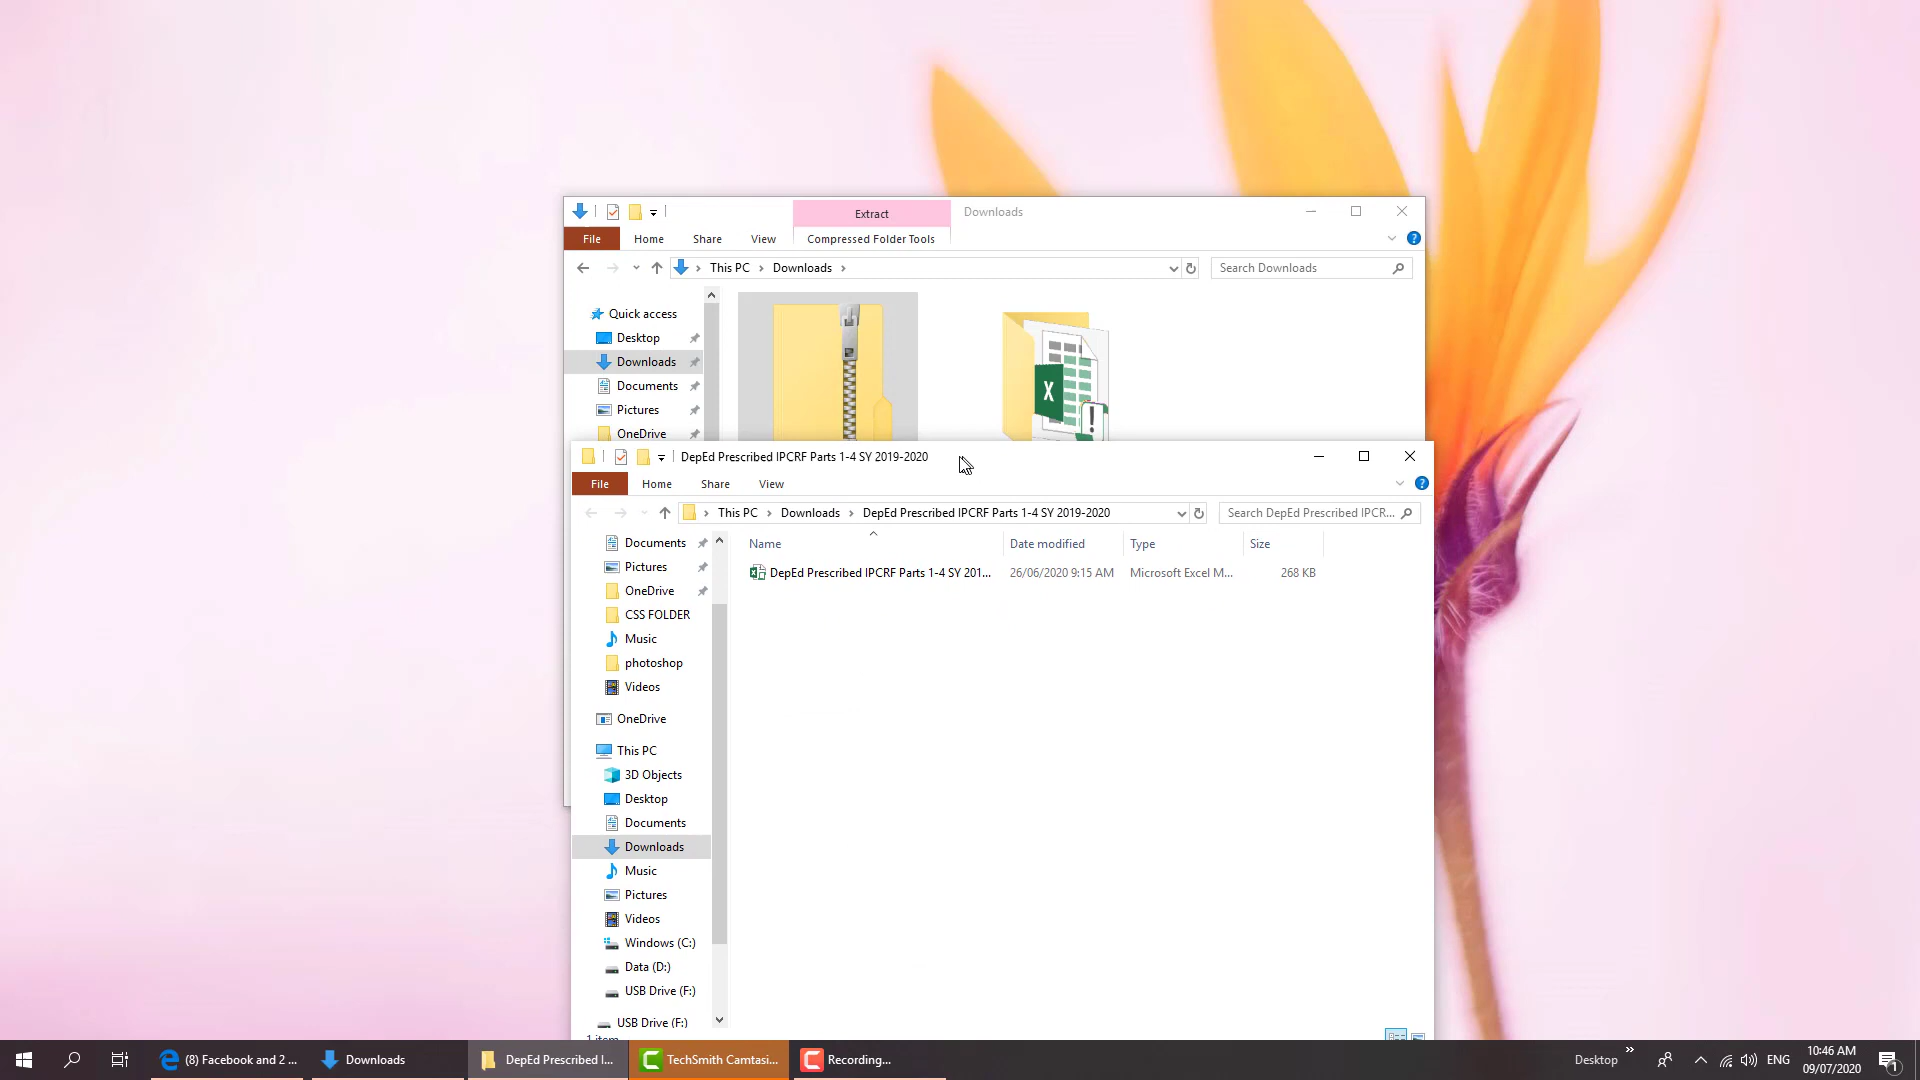 Extract
Downloads
File
Home
Share
View
Compressed Folder Tools
This PC
Downloads
Search Downloads
Quick access
Desktop
Downloads
Documents
Pictures
OneDrive
DepEd Prescribed IPCRF Parts 1-4 SY 2019-2020
File
Home
Share
View
This PC
Downloads
DepEd Prescribed IPCRF Parts 1-4 SY 2019-2020
Search DepEd Prescribed IPCR...
Name
Date modified
Type
Size
DepEd Prescribed IPCRF Parts 1-4 SY 201...
26/06/2020 9:15 AM
Microsoft Excel M...
268 KB
Documents
Pictures
OneDrive
CSS FOLDER
Music
photoshop
Videos
OneDrive
This PC
3D Objects
Desktop
Documents
Downloads
Music
Pictures
Videos
Windows (C:)
Data (D:)
USB Drive (F:)
USB Drive (F:)
1 item
(8) Facebook and 2 ...
Downloads
DepEd Prescribed I...
TechSmith Camtasi...
Recording...
Desktop
ENG
10:46 AM
09/07/2020
1